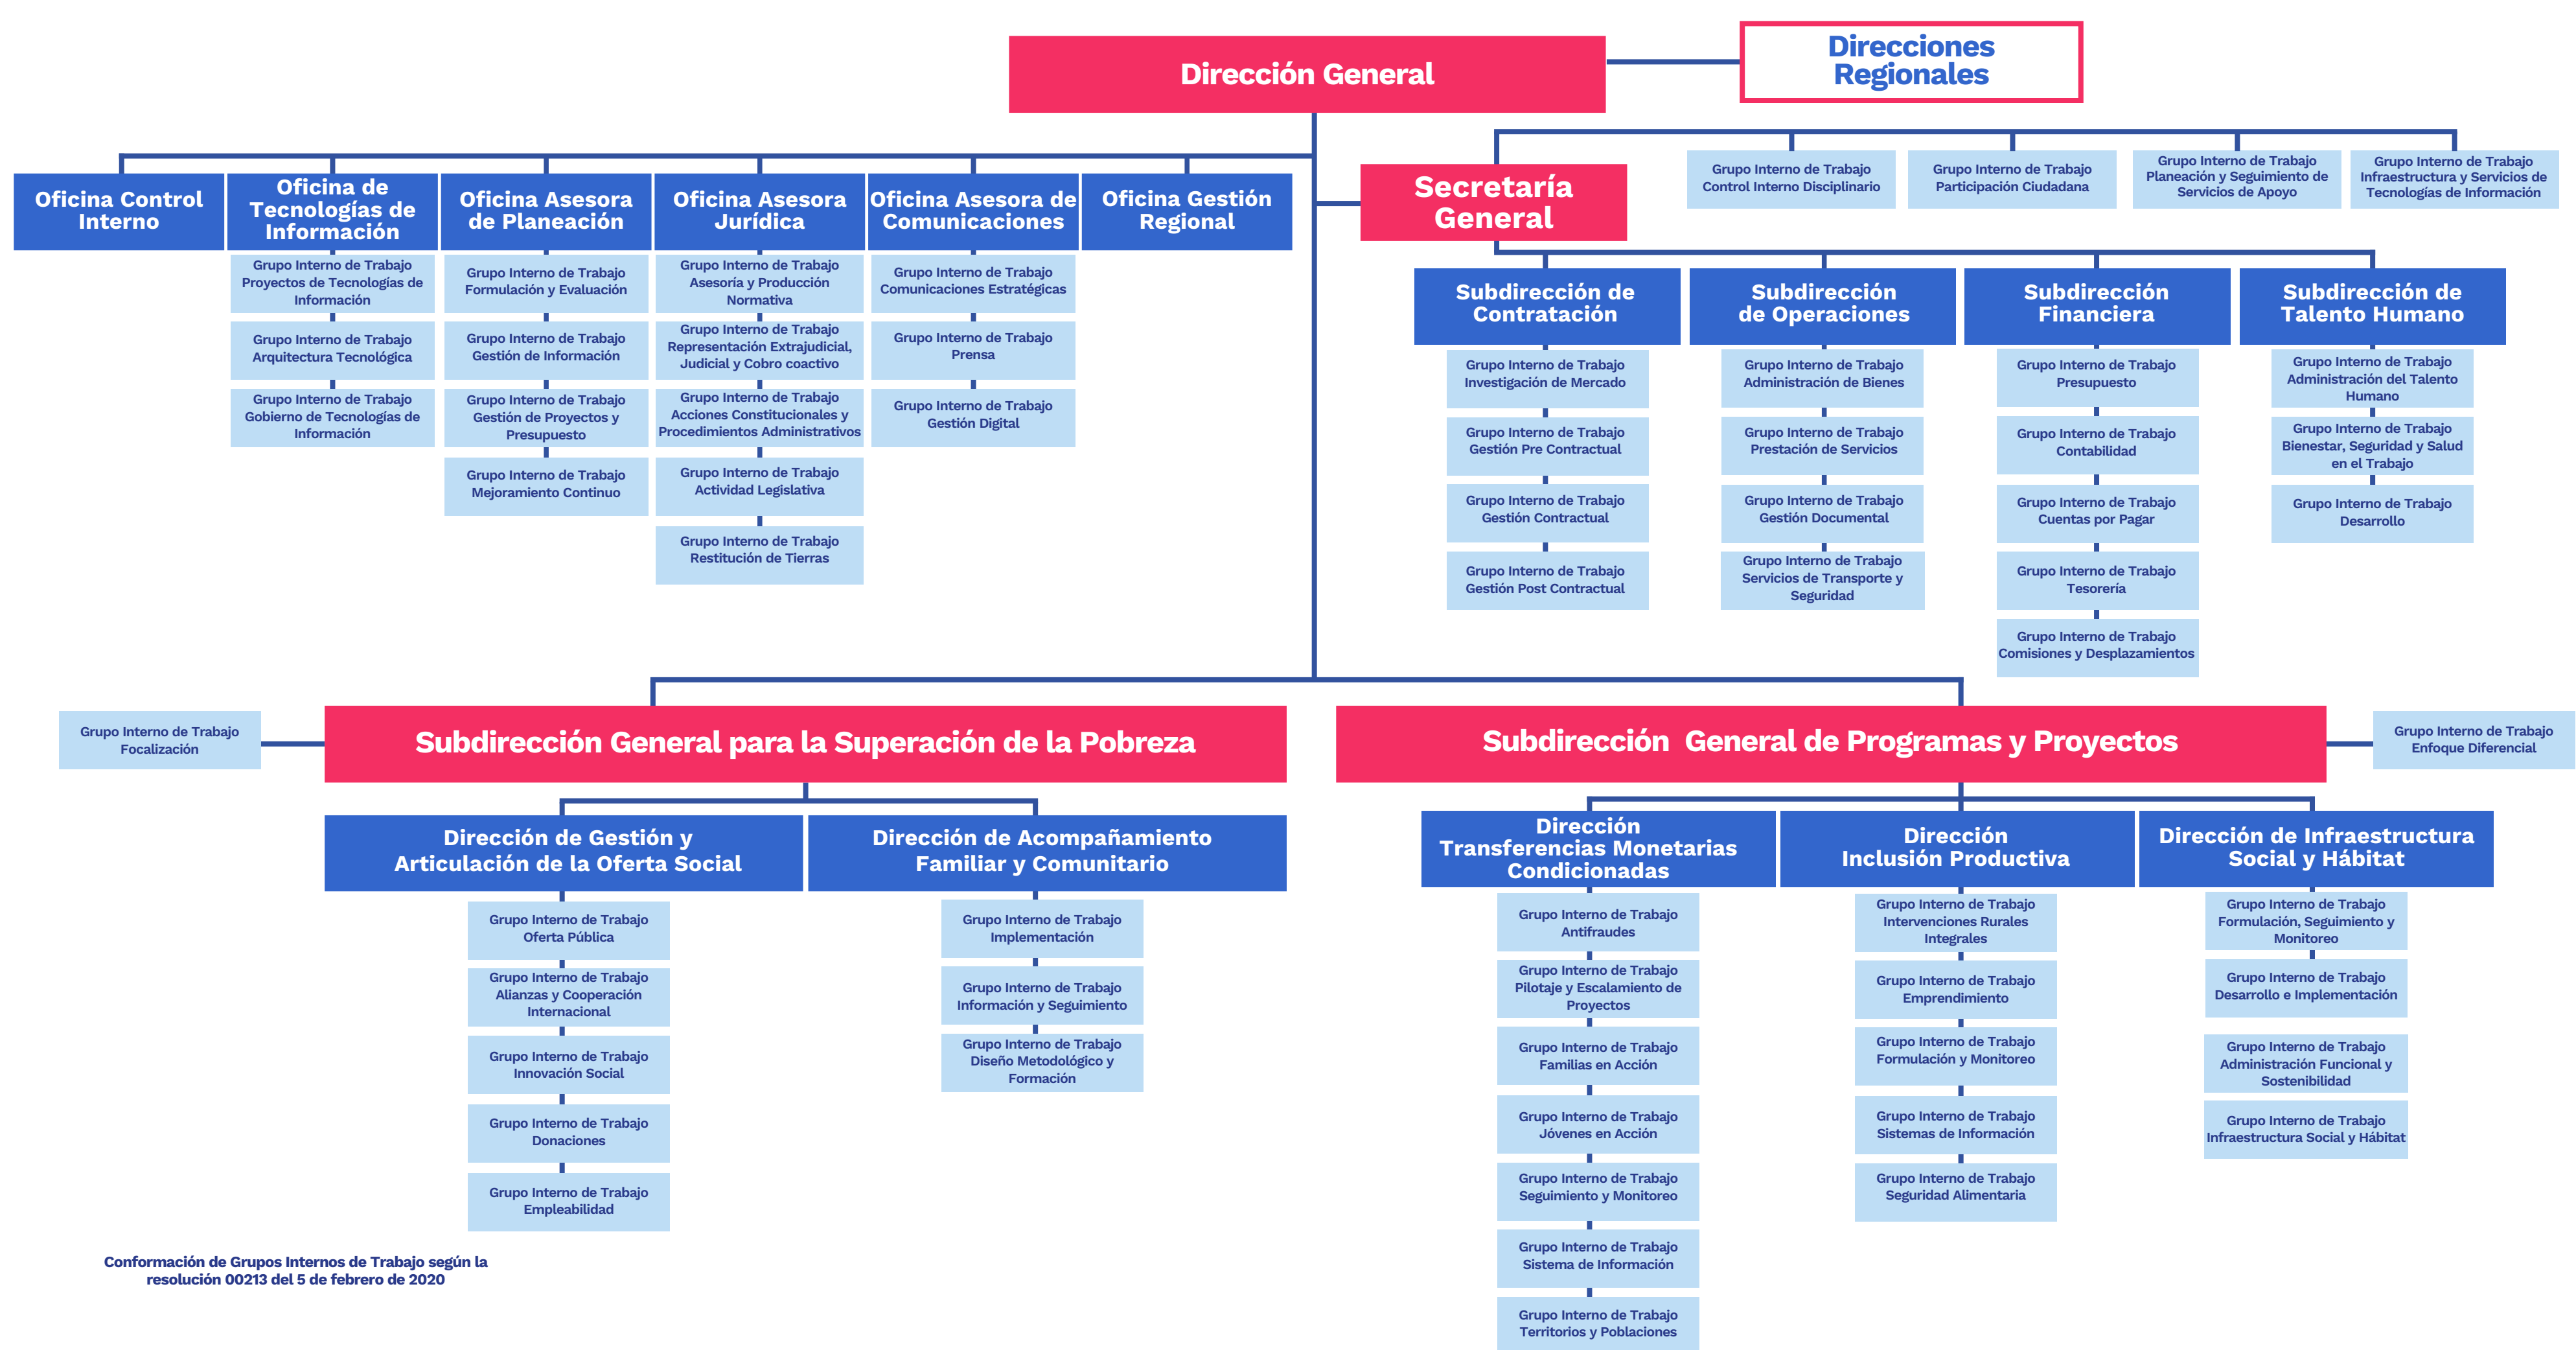 Dirección General
Direcciones
Regionales
Oficina Control
Interno
Oficina de
Tecnologías de
Información
Grupo Interno de Trabajo
Proyectos de Tecnologías de
Información
Grupo Interno de Trabajo
Arquitectura Tecnológica
Grupo Interno de Trabajo
Gobierno de Tecnologías de
Información
Oficina Asesora
de Planeación
Grupo Interno de Trabajo
Formulación y Evaluación
Grupo Interno de Trabajo
Gestión de Información
Grupo Interno de Trabajo
Gestión de Proyectos y
Presupuesto
Grupo Interno de Trabajo
Mejoramiento Continuo
Oficina Asesora
Jurídica
Grupo Interno de Trabajo
Asesoría y Producción
Normativa
Grupo Interno de Trabajo
Representación Extrajudicial,
Judicial y Cobro coactivo
Grupo Interno de Trabajo
Acciones Constitucionales y
Procedimientos Administrativos
Grupo Interno de Trabajo
Actividad Legislativa
Grupo Interno de Trabajo
Restitución de Tierras
Oficina Asesora de
Comunicaciones
Grupo Interno de Trabajo
Comunicaciones Estratégicas
Grupo Interno de Trabajo
Prensa
Grupo Interno de Trabajo
Gestión Digital
Oficina Gestión
Regional
Secretaría
General
Grupo Interno de Trabajo
Control Interno Disciplinario
Grupo Interno de Trabajo
Participación Ciudadana
Grupo Interno de Trabajo
Planeación y Seguimiento de
Servicios de Apoyo
Grupo Interno de Trabajo
Infraestructura y Servicios de
Tecnologías de Información
Subdirección de
Contratación
Grupo Interno de Trabajo
Investigación de Mercado
Grupo Interno de Trabajo
Gestión Pre Contractual
Grupo Interno de Trabajo
Gestión Contractual
Grupo Interno de Trabajo
Gestión Post Contractual
Subdirección
de Operaciones
Grupo Interno de Trabajo
Administración de Bienes
Grupo Interno de Trabajo
Prestación de Servicios
Grupo Interno de Trabajo
Gestión Documental
Grupo Interno de Trabajo
Servicios de Transporte y
Seguridad
Subdirección
Financiera
Grupo Interno de Trabajo
Presupuesto
Grupo Interno de Trabajo
Contabilidad
Grupo Interno de Trabajo
Cuentas por Pagar
Grupo Interno de Trabajo
Tesorería
Grupo Interno de Trabajo
Comisiones y Desplazamientos
Subdirección de
Talento Humano
Grupo Interno de Trabajo
Administración del Talento
Humano
Grupo Interno de Trabajo
Bienestar, Seguridad y Salud
en el Trabajo
Grupo Interno de Trabajo
Desarrollo
Grupo Interno de Trabajo
Focalización
Subdirección General para la Superación de la Pobreza
Dirección de Gestión y
Articulación de la Oferta Social
Grupo Interno de Trabajo
Oferta Pública
Grupo Interno de Trabajo
Alianzas y Cooperación
Internacional
Grupo Interno de Trabajo
Innovación Social
Grupo Interno de Trabajo
Donaciones
Grupo Interno de Trabajo
Empleabilidad
Dirección de Acompañamiento
Familiar y Comunitario
Grupo Interno de Trabajo
Implementación
Grupo Interno de Trabajo
Información y Seguimiento
Grupo Interno de Trabajo
Diseño Metodológico y
Formación
Subdirección  General de Programas y Proyectos
Grupo Interno de Trabajo
Enfoque Diferencial
Dirección
Transferencias Monetarias
Condicionadas
Grupo Interno de Trabajo
Antifraudes
Grupo Interno de Trabajo
Pilotaje y Escalamiento de
Proyectos
Grupo Interno de Trabajo
Familias en Acción
Grupo Interno de Trabajo
Jóvenes en Acción
Grupo Interno de Trabajo
Seguimiento y Monitoreo
Grupo Interno de Trabajo
Sistema de Información
Grupo Interno de Trabajo
Territorios y Poblaciones
Dirección
Inclusión Productiva
Grupo Interno de Trabajo
Intervenciones Rurales
Integrales
Grupo Interno de Trabajo
Emprendimiento
Grupo Interno de Trabajo
Formulación y Monitoreo
Grupo Interno de Trabajo
Sistemas de Información
Grupo Interno de Trabajo
Seguridad Alimentaria
Dirección de Infraestructura
Social y Hábitat
Grupo Interno de Trabajo
Formulación, Seguimiento y
Monitoreo
Grupo Interno de Trabajo
Desarrollo e Implementación
Grupo Interno de Trabajo
Administración Funcional y
Sostenibilidad
Grupo Interno de Trabajo
Infraestructura Social y Hábitat
Conformación de Grupos Internos de Trabajo según la
resolución 00213 del 5 de febrero de 2020